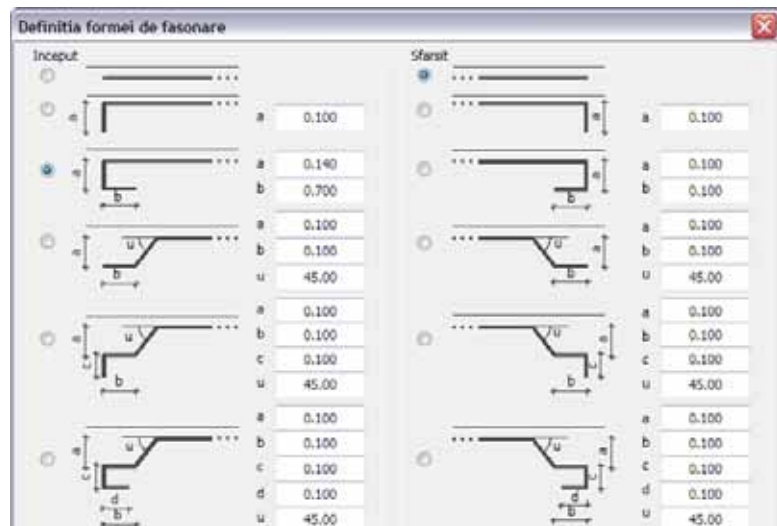 Definitia formei de fasonare
Inceput
Sfarsit
a
a 0.100
a
a 0.100
a
b
a 0.140
b 0.700
a
b
a 0.100
b 0.100
a
b
u
a 0.100
b 0.100
u 45.00
a
b
u
a 0.100
b 0.100
u 45.00
a
c
b
u
a 0.100
b 0.100
c 0.100
u 45.00
a
c
b
u
a 0.100
b 0.100
c 0.100
u 45.00
a
c
d
b
u
a 0.100
b 0.100
c 0.100
d 0.100
u 45.00
a
c
d
b
u
a 0.100
b 0.100
c 0.100
d 0.100
u 45.00